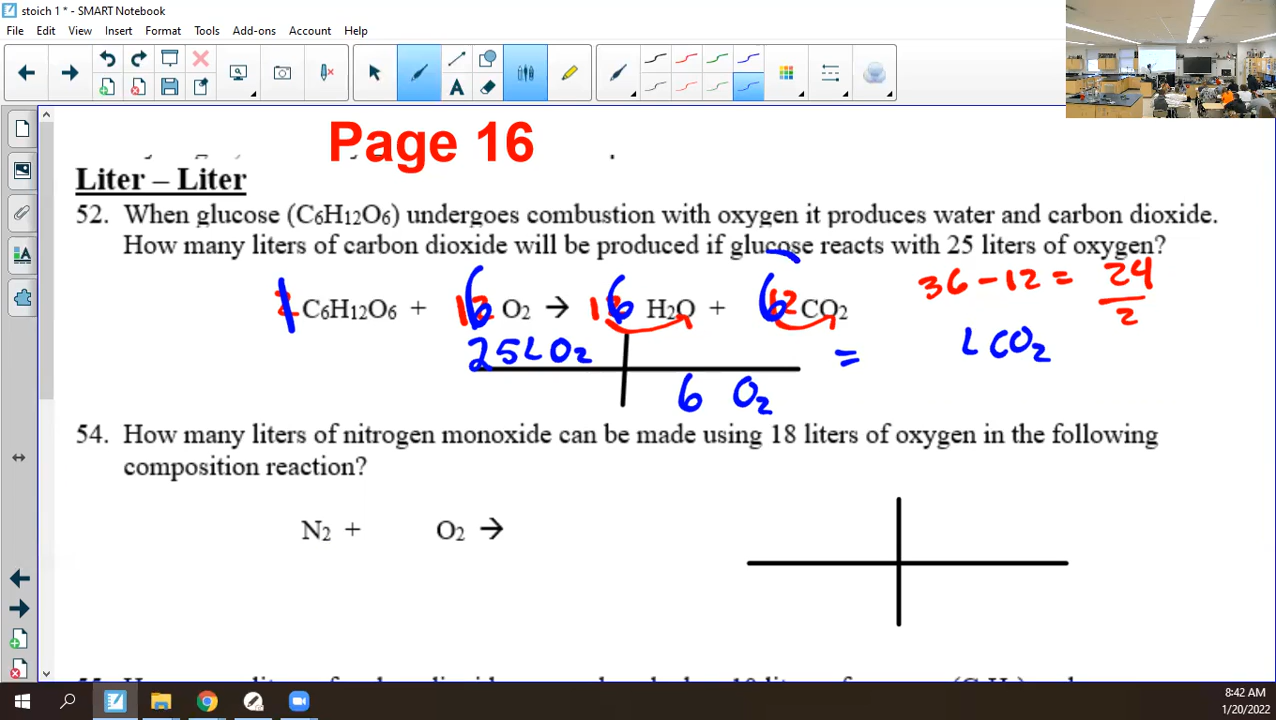 stoich 1 * - SMART Notebook
File Edit View Insert Format Tools Add-ons Account Help
Page 16
Liter – Liter
52. When glucose (C6H12O6) undergoes combustion with oxygen it produces water and carbon dioxide.
How many liters of carbon dioxide will be produced if glucose reacts with 25 liters of oxygen?
36 - 12 = 24
2
1 C6H12O6 + 6 O2 → 6 H2O + 6 CO2
25 L O2 = L CO2
6 O2
54. How many liters of nitrogen monoxide can be made using 18 liters of oxygen in the following
composition reaction?
N2 + O2 →
8:42 AM
1/20/2022